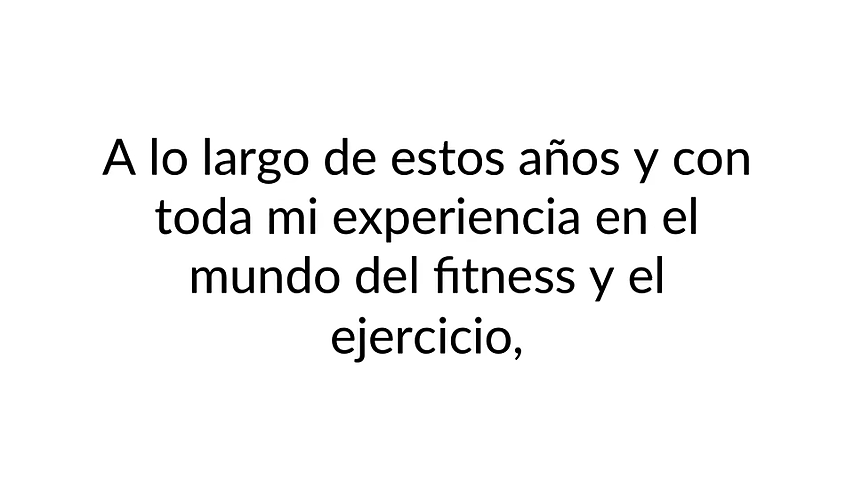 A lo largo de estos años y con
toda mi experiencia en el
mundo del fitness y el
ejercicio,